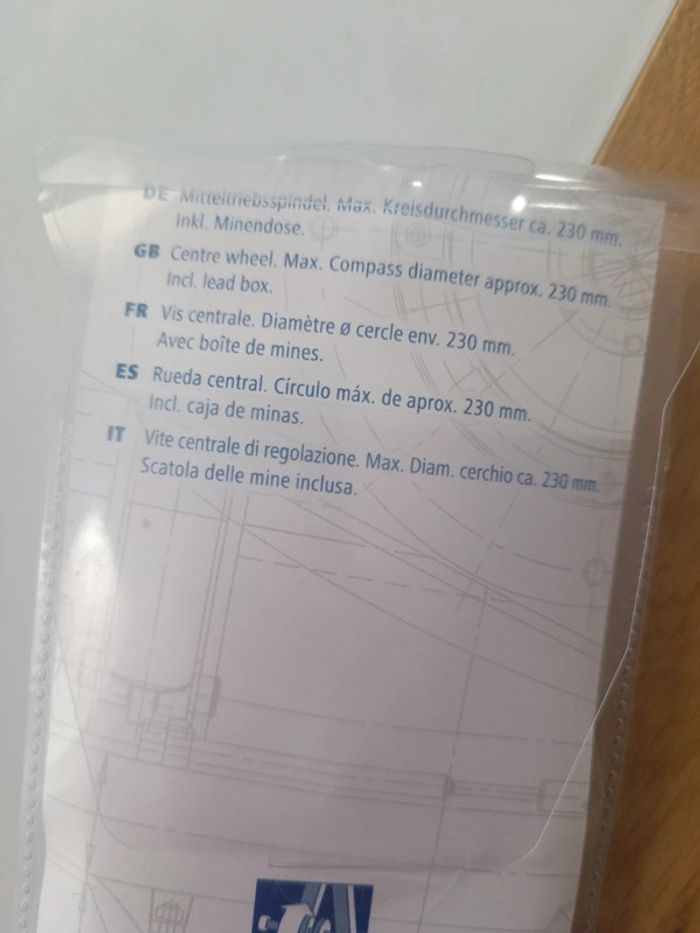 DE Mitteltriebsspindel. Max. Kreisdurchmesser ca. 230 mm.
Inkl. Minendose.
GB Centre wheel. Max. Compass diameter approx. 230 mm.
Incl. lead box.
FR Vis centrale. Diamètre ø cercle env. 230 mm.
Avec boîte de mines.
ES Rueda central. Círculo máx. de aprox. 230 mm.
Incl. caja de minas.
IT Vite centrale di regolazione. Max. Diam. cerchio ca. 230 mm.
Scatola delle mine inclusa.